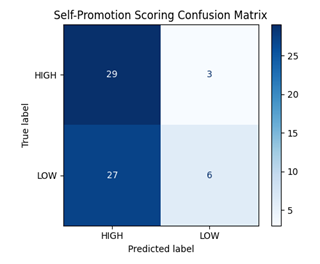 Self-Promotion Scoring Confusion Matrix
HIGH
29
3
LOW
27
6
HIGH
LOW
Predicted label
True label
25
20
15
10
5